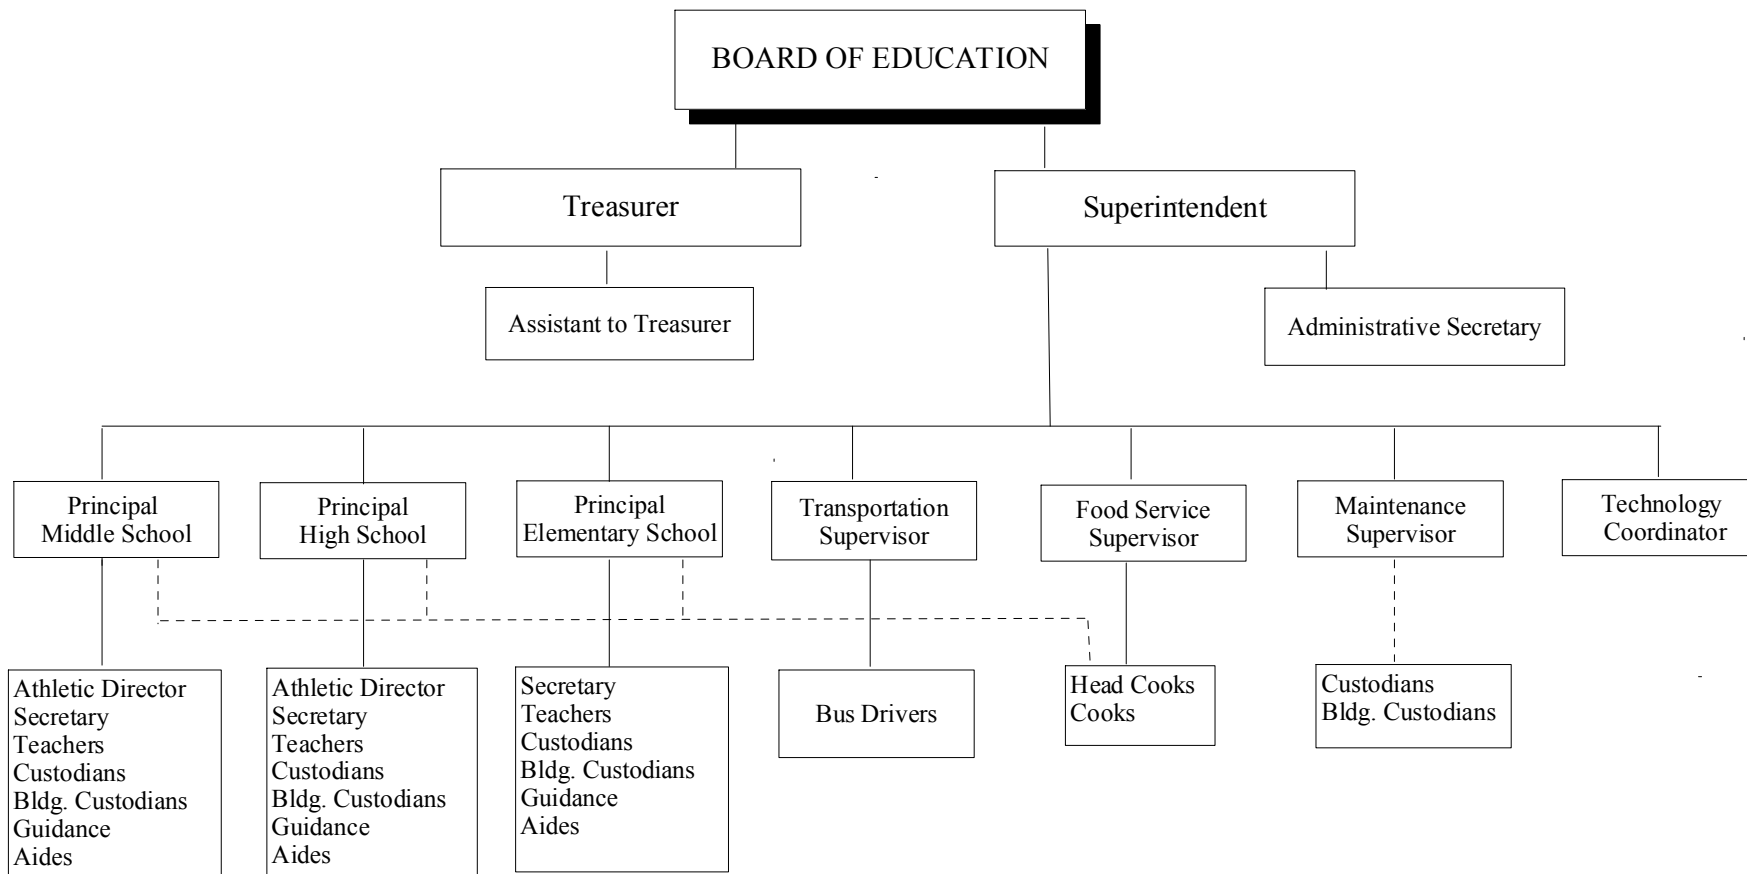 BOARD OF EDUCATION
Treasurer
Superintendent
Assistant to Treasurer
Administrative Secretary
Principal
Middle School
Principal
High School
Principal
Elementary School
Transportation
Supervisor
Food Service
Supervisor
Maintenance
Supervisor
Technology
Coordinator
Athletic Director
Secretary
Teachers
Custodians
Bldg. Custodians
Guidance
Aides
Athletic Director
Secretary
Teachers
Custodians
Bldg. Custodians
Guidance
Aides
Secretary
Teachers
Custodians
Bldg. Custodians
Guidance
Aides
Bus Drivers
Head Cooks
Cooks
Custodians
Bldg. Custodians